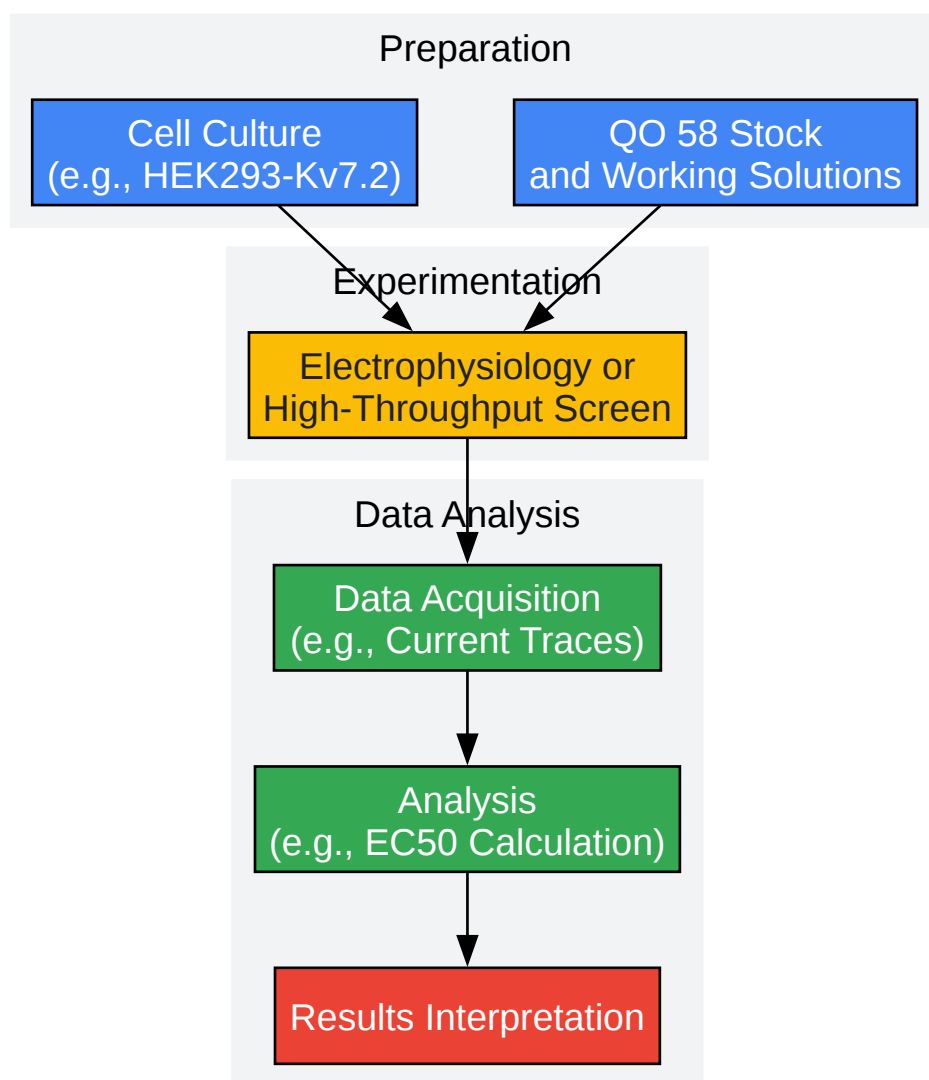 Preparation
Cell Culture
(e.g., HEK293-Kv7.2)
QO 58 Stock
and Working Solutions
Experimentation
Electrophysiology or
High-Throughput Screen
Data Analysis
Data Acquisition
(e.g., Current Traces)
Analysis
(e.g., EC50 Calculation)
Results Interpretation